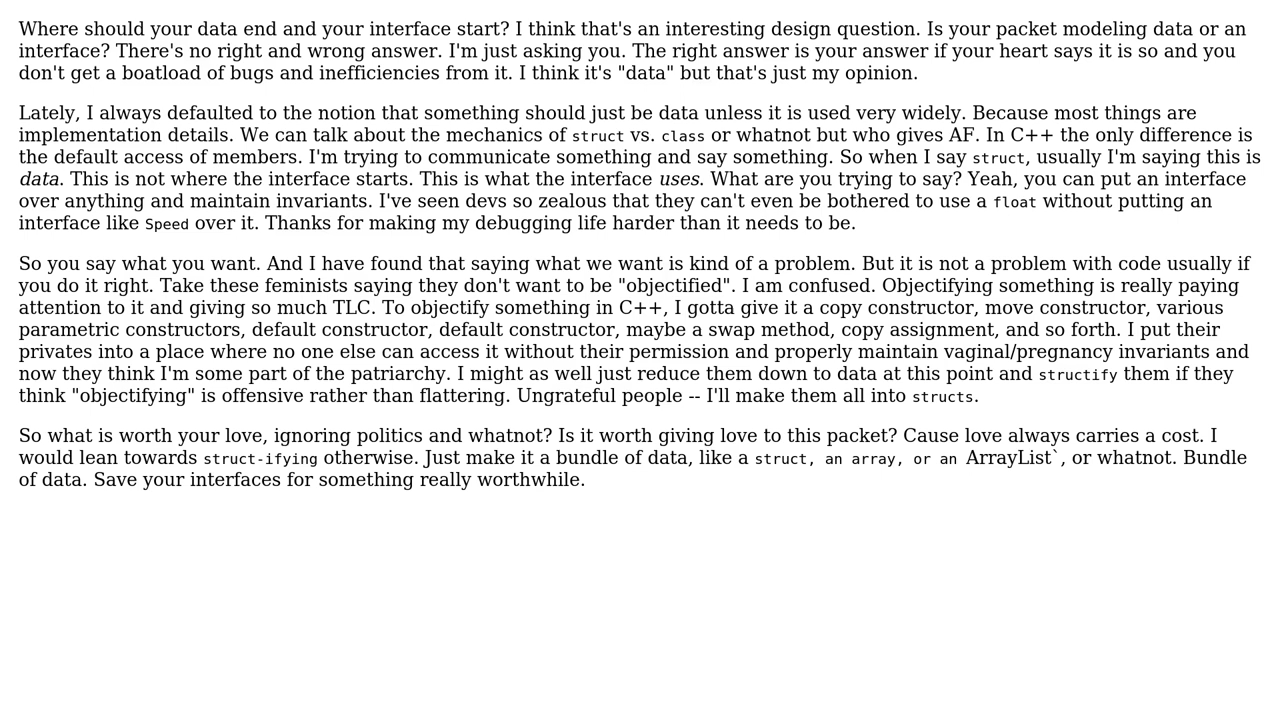 Where should your data end and your interface start? I think that's an interesting design question. Is your packet modeling data or an
interface? There's no right and wrong answer. I'm just asking you. The right answer is your answer if your heart says it is so and you
don't get a boatload of bugs and inefficiencies from it. I think it's "data" but that's just my opinion.
Lately, I always defaulted to the notion that something should just be data unless it is used very widely. Because most things are
implementation details. We can talk about the mechanics of struct vs. class or whatnot but who gives AF. In C++ the only difference is
the default access of members. I'm trying to communicate something and say something. So when I say struct, usually I'm saying this is
data. This is not where the interface starts. This is what the interface uses. What are you trying to say? Yeah, you can put an interface
over anything and maintain invariants. I've seen devs so zealous that they can't even be bothered to use a float without putting an
interface like Speed over it. Thanks for making my debugging life harder than it needs to be.
So you say what you want. And I have found that saying what we want is kind of a problem. But it is not a problem with code usually if
you do it right. Take these feminists saying they don't want to be "objectified". I am confused. Objectifying something is really paying
attention to it and giving so much TLC. To objectify something in C++, I gotta give it a copy constructor, move constructor, various
parametric constructors, default constructor, default constructor, maybe a swap method, copy assignment, and so forth. I put their
privates into a place where no one else can access it without their permission and properly maintain vaginal/pregnancy invariants and
now they think I'm some part of the patriarchy. I might as well just reduce them down to data at this point and structify them if they
think "objectifying" is offensive rather than flattering. Ungrateful people -- I'll make them all into structs.
So what is worth your love, ignoring politics and whatnot? Is it worth giving love to this packet? Cause love always carries a cost. I
would lean towards struct-ifying otherwise. Just make it a bundle of data, like a struct, an array, or an ArrayList`, or whatnot. Bundle
of data. Save your interfaces for something really worthwhile.